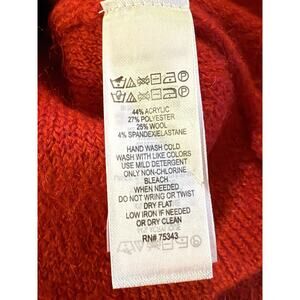 44% ACRYLIC
27% POLYESTER
25% WOOL
4% SPANDEX/ELASTANE
HAND WASH COLD
WASH WITH LIKE COLORS
USE MILD DETERGENT
ONLY NON-CHLORINE
BLEACH
WHEN NEEDED
DO NOT WRING OR TWIST
DRY FLAT
LOW IRON IF NEEDED
OR DRY CLEAN
RN# 75343